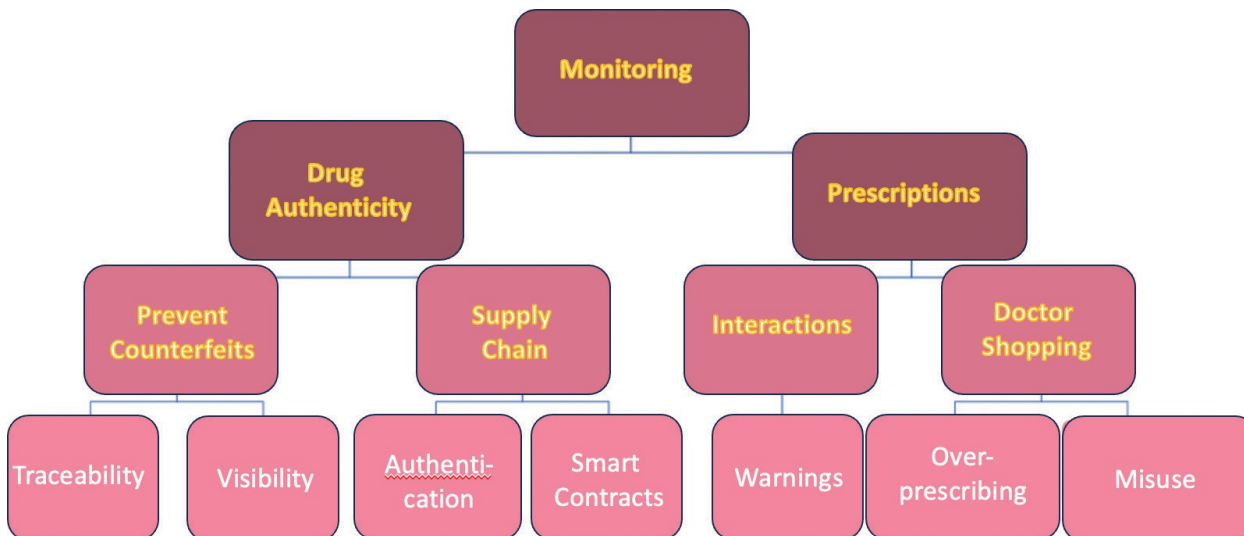 Monitoring
Drug
Authenticity
Prescriptions
Prevent
Counterfeits
Supply
Chain
Interactions
Doctor
Shopping
Traceability
Visibility
Authenti-
cation
Smart
Contracts
Warnings
Over-
prescribing
Misuse